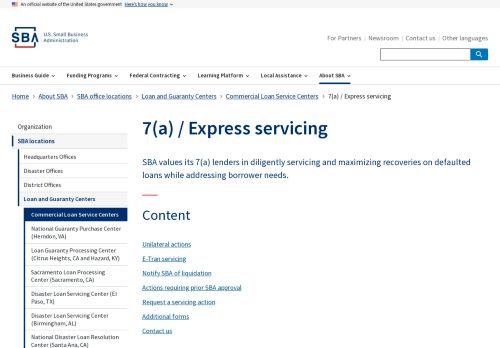 An official website of the United States government Here's how you know
SBA U.S. Small Business
Administration
For Partners Newsroom Contact us Other languages
Business Guide Funding Programs Federal Contracting Learning Platform Local Assistance About SBA
Home About SBA SBA office locations Loan and Guaranty Centers Commercial Loan Service Centers 7(a) / Express servicing
Organization
SBA locations
Headquarters Offices
Disaster Offices
District Offices
Loan and Guaranty Centers
Commercial Loan Service Centers
National Guaranty Purchase Center
(Herndon, VA)
Loan Guaranty Processing Center
(Citrus Heights, CA and Hazard, KY)
Sacramento Loan Processing
Center (Sacramento, CA)
Disaster Loan Servicing Center (El
Paso, TX)
Disaster Loan Servicing Center
(Birmingham, AL)
National Disaster Loan Resolution
Center (Santa Ana, CA)
7(a) / Express servicing
SBA values its 7(a) lenders in diligently servicing and maximizing recoveries on defaulted
loans while addressing borrower needs.
Content
Unilateral actions
E-Tran servicing
Notify SBA of liquidation
Actions requiring prior SBA approval
Request a servicing action
Additional forms
Contact us